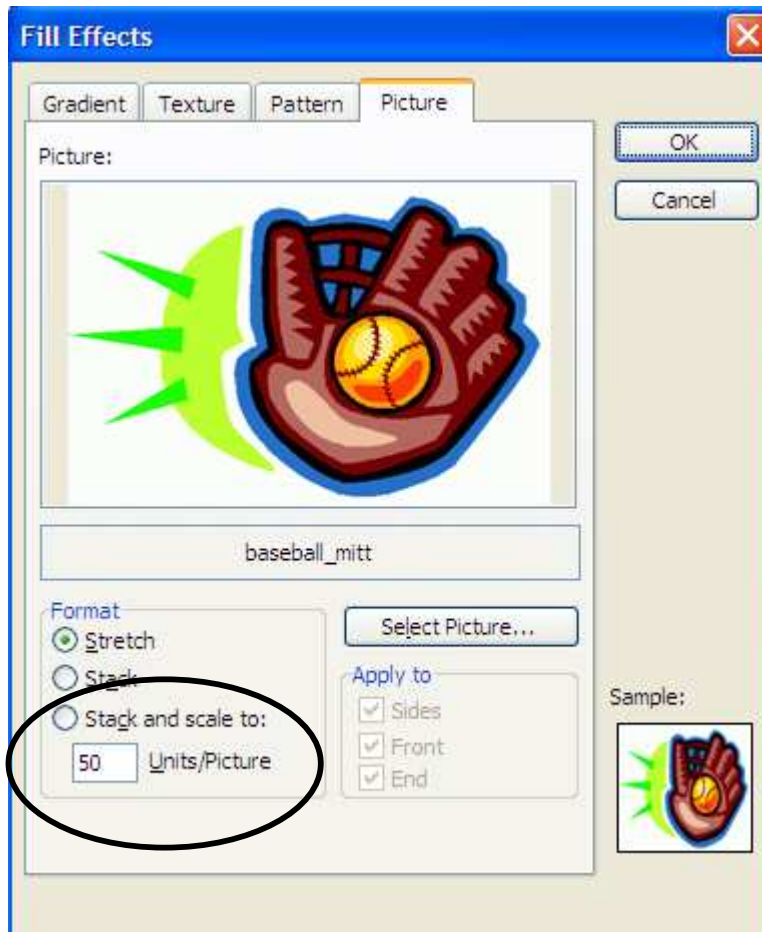 Fill Effects
Gradient Texture Pattern Picture
Picture:
OK
Cancel
baseball_mitt
Format
Stretch
Stack
Stack and scale to:
50 Units/Picture
Select Picture...
Apply to
Sides
Front
End
Sample: